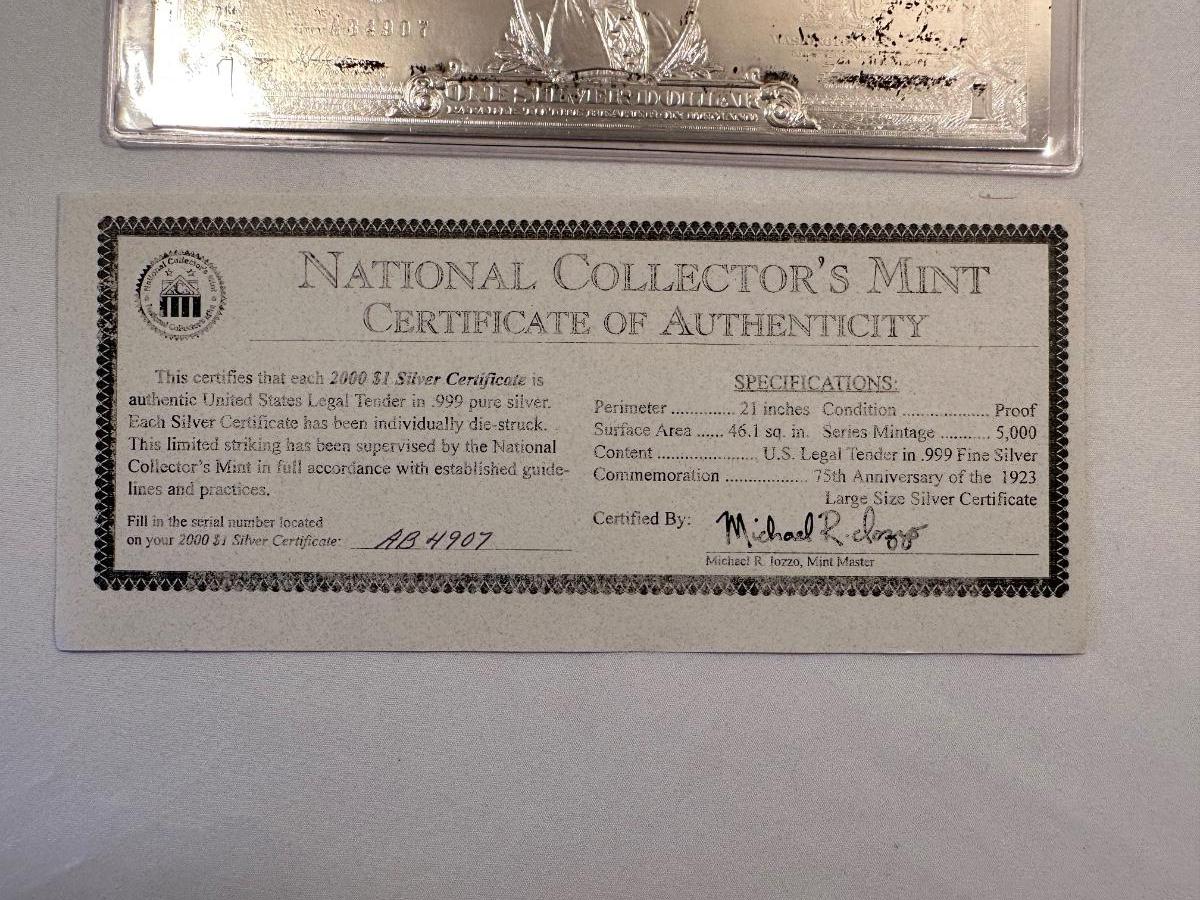 4907
ONE SILVER DOLLAR
1
National Collector's Mint
NATIONAL COLLECTOR'S MINT
CERTIFICATE OF AUTHENTICITY
This certifies that each 2000 $1 Silver Certificate is
authentic United States Legal Tender in .999 pure silver.
Each Silver Certificate has been individually die-struck.
This limited striking has been supervised by the National
Collector's Mint in full accordance with established guide-
lines and practices.
Fill in the serial number located
on your 2000 $1 Silver Certificate: AB 4907
SPECIFICATIONS:
Perimeter ............. 21 inches Condition .................. Proof
Surface Area ...... 46.1 sq. in. Series Mintage .......... 5,000
Content ..................... U.S. Legal Tender in .999 Fine Silver
Commemoration ................. 75th Anniversary of the 1923
Large Size Silver Certificate
Certified By: Michael R. Iozzo
Michael R. Iozzo, Mint Master